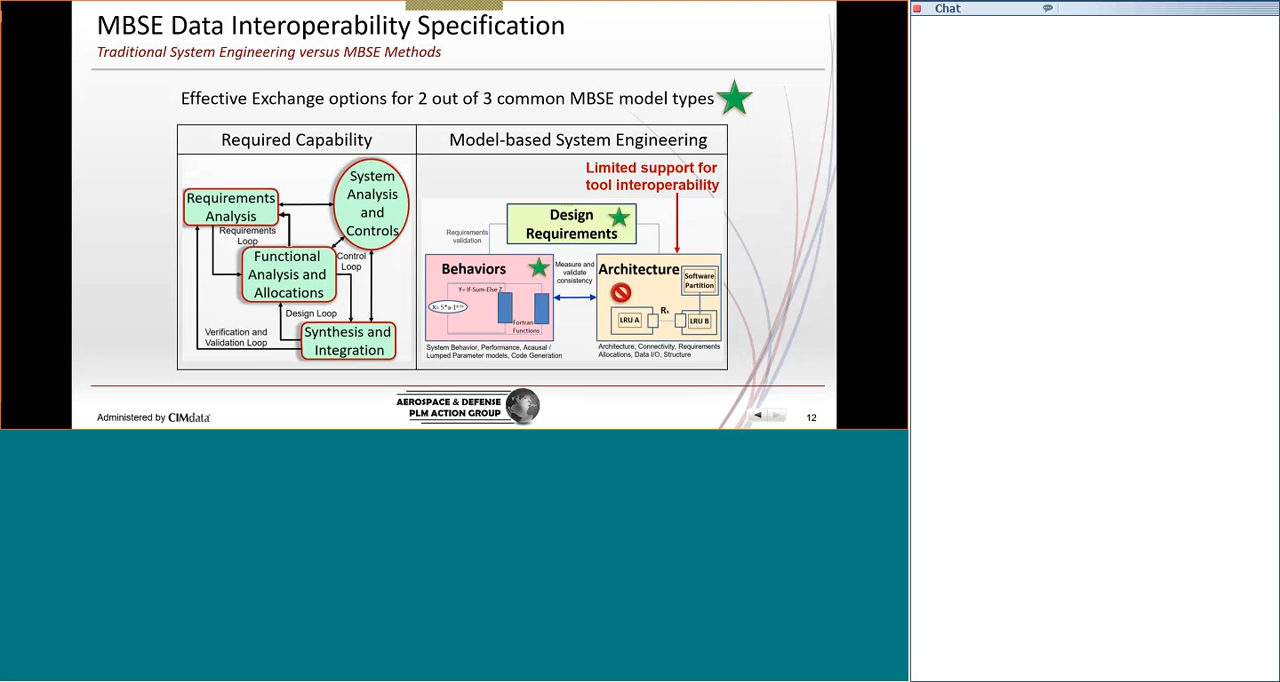 Chat
MBSE Data Interoperability Specification
Traditional System Engineering versus MBSE Methods
Effective Exchange options for 2 out of 3 common MBSE model types
Required Capability
Model-based System Engineering
System
Analysis
and
Controls
Requirements
Analysis
Requirements
Loop
Functional
Analysis and
Allocations
Control
Loop
Design Loop
Verification and
Validation Loop
Synthesis and
Integration
Limited support for
tool interoperability
Design
Requirements
Requirements
validation
Behaviors
Y= If-Sum-Else Z
Fortran
Functions
Measure and
validate
consistency
Architecture
Software
Partition
LRU A
LRU B
System Behavior, Performance, Acausal /
Lumped Parameter models, Code Generation
Architecture, Connectivity, Requirements
Allocations, Data I/O, Structure
Administered by CIMdata
AEROSPACE & DEFENSE
PLM ACTION GROUP
12